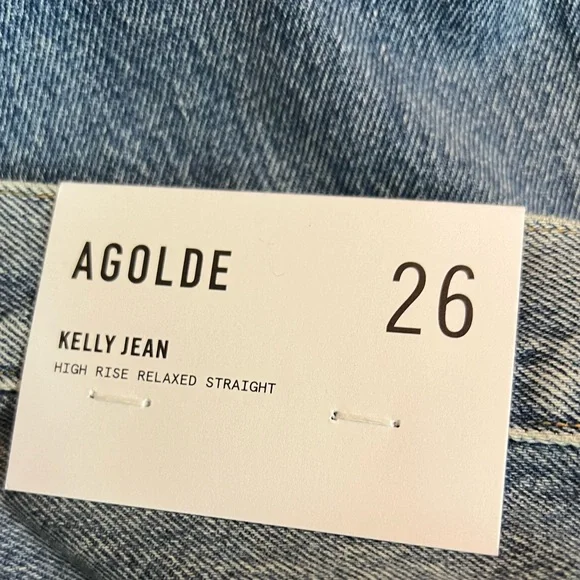 AGOLDE
26
KELLY JEAN
HIGH RISE RELAXED STRAIGHT